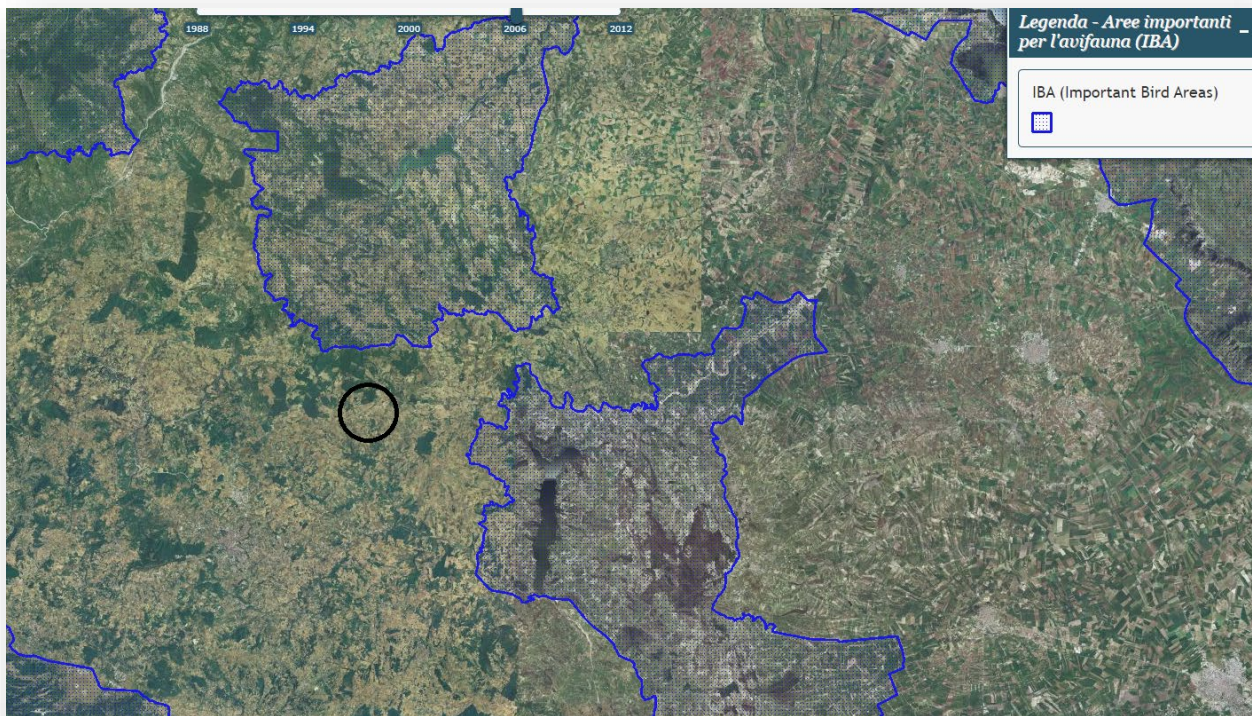 1988 1994 2000 2006 2012
Legenda - Aree importanti
per l'avifauna (IBA)
IBA (Important Bird Areas)